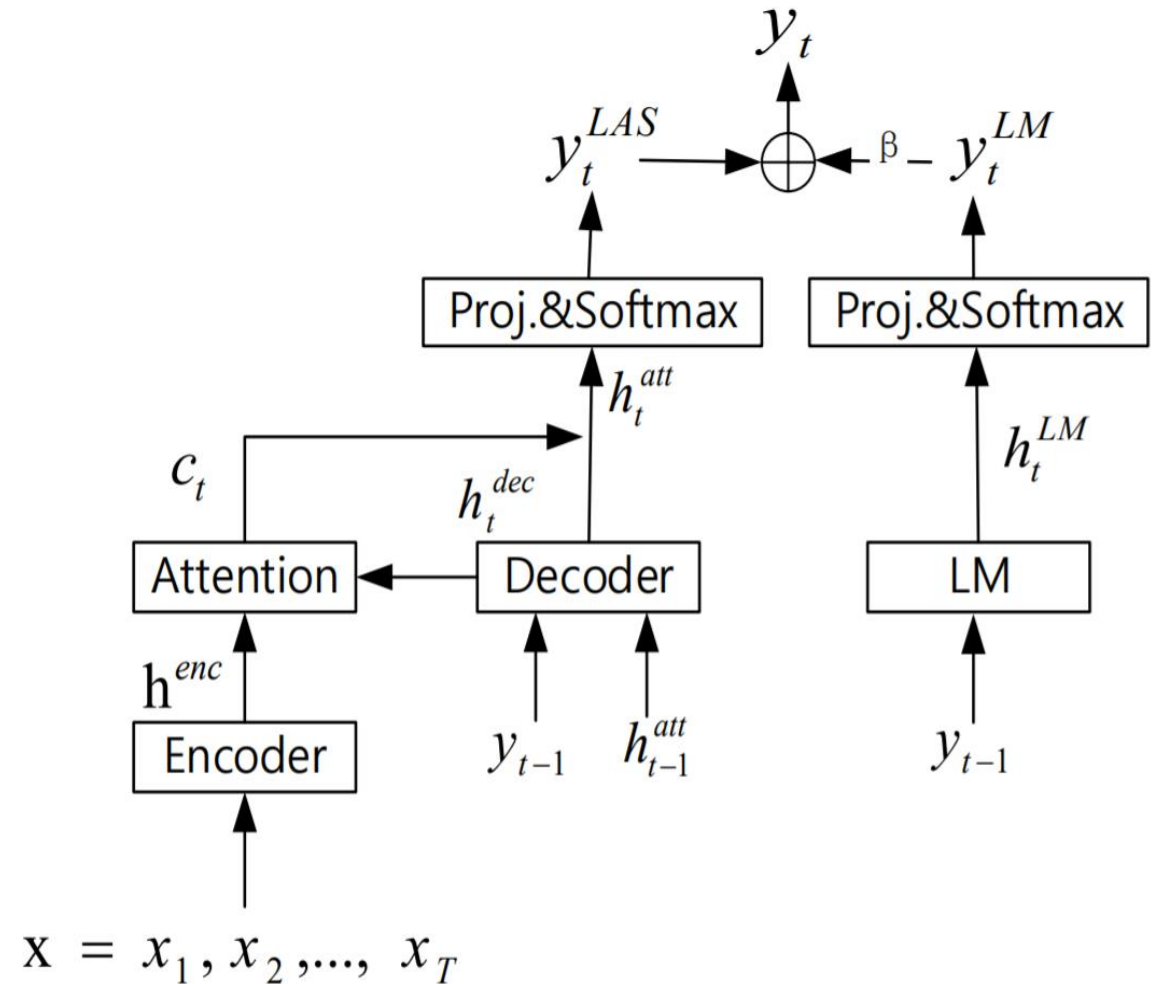 y_t
y_t^{LAS} β y_t^{LM}
Proj.&Softmax Proj.&Softmax
h_t^{att}
c_t h_t^{dec} h_t^{LM}
Attention Decoder LM
h^{enc}
Encoder y_{t-1} h_{t-1}^{att} y_{t-1}
x = x_1, x_2,..., x_T